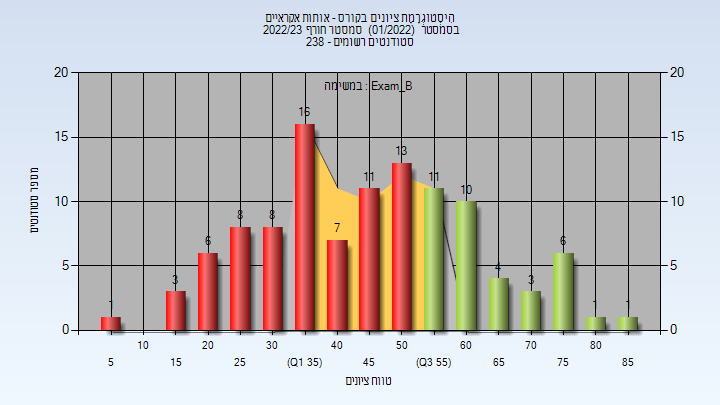 היסטוגרמת ציונים בקורס - אותות אקראיים
בסמסטר (01/2022) סמסטר חורף 2022/23
סטודנטים רשומים - 238
במשימה : Exam_B
מספר סטודנטים
20 20
15 15
10 10
5 5
0 0
1 3 6 8 8 16 7 11 13 11 10 4 3 6 1 1
10 20 30 40 50 60 70 80
5 15 25 (Q1 35) 45 (Q3 55) 65 75 85
טווח ציונים